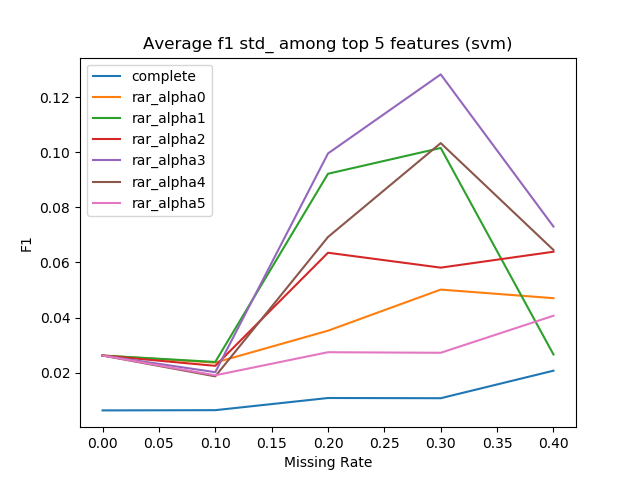 Average f1 std_ among top 5 features (svm)
complete
rar_alpha0
rar_alpha1
rar_alpha2
rar_alpha3
rar_alpha4
rar_alpha5
F1
0.12
0.10
0.08
0.06
0.04
0.02
0.00 0.05 0.10 0.15 0.20 0.25 0.30 0.35 0.40
Missing Rate